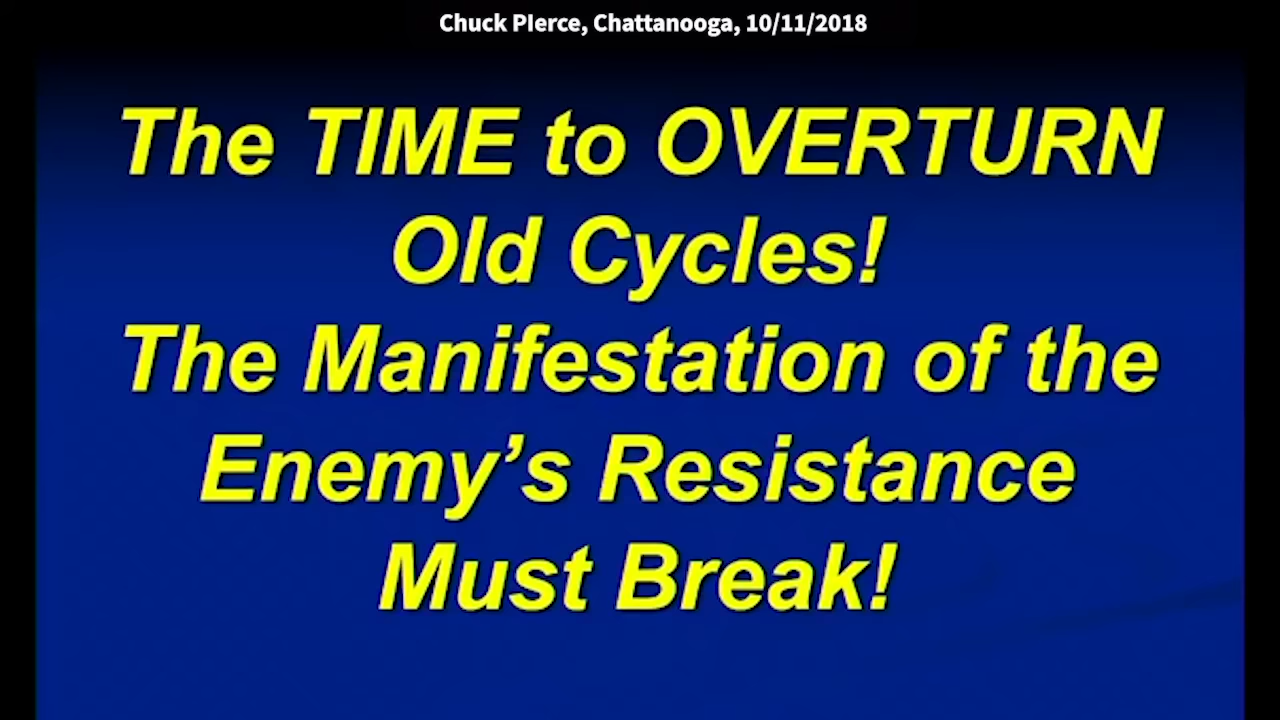 Chuck PIerce, Chattanooga, 10/11/2018
The TIME to OVERTURN
Old Cycles!
The Manifestation of the
Enemy’s Resistance
Must Break!